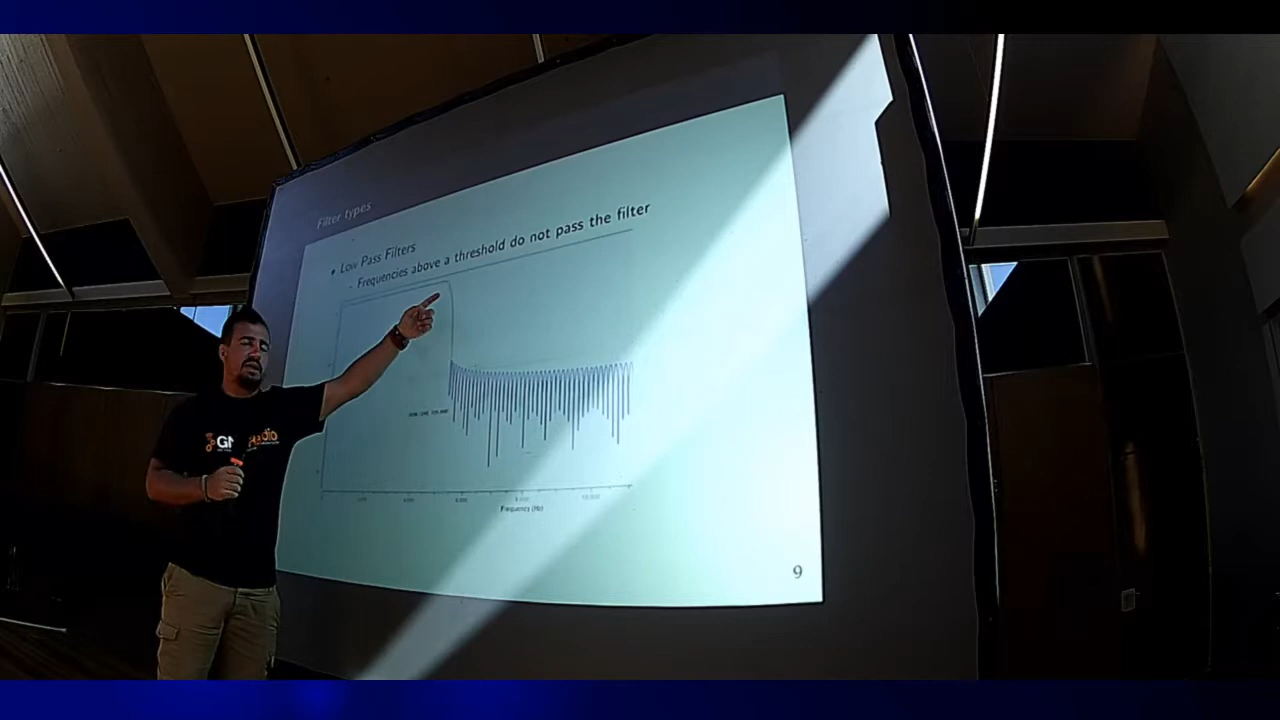 Filter types
• Low Pass Filters
- Frequencies above a threshold do not pass the filter
Frequency (Hz)
9